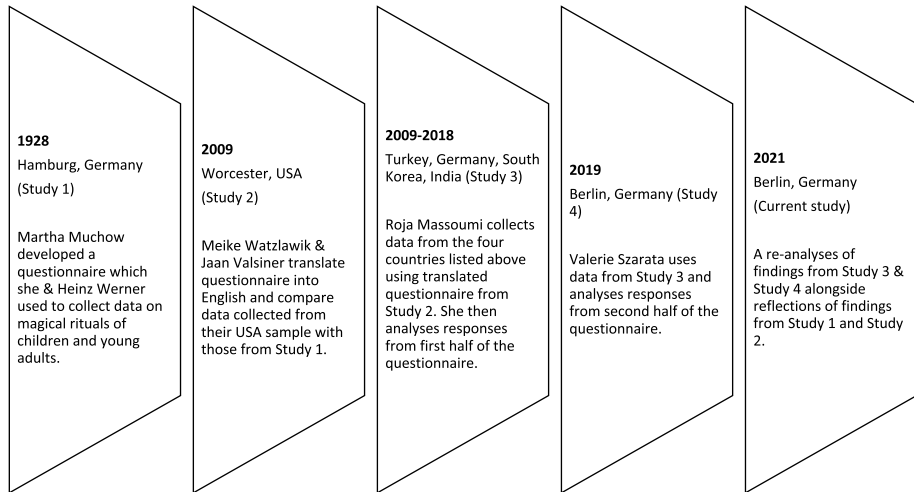 1928
Hamburg, Germany
(Study 1)
Martha Muchow
developed a
questionnaire which
she & Heinz Werner
used to collect data on
magical rituals of
children and young
adults.
2009
Worcester, USA
(Study 2)
Meike Watzlawik &
Jaan Valsiner translate
questionnaire into
English and compare
data collected from
their USA sample with
those from Study 1.
2009-2018
Turkey, Germany, South
Korea, India (Study 3)
Roja Massoumi collects
data from the four
countries listed above
using translated
questionnaire from
Study 2. She then
analyses responses
from first half of the
questionnaire.
2019
Berlin, Germany (Study
4)
Valerie Szarata uses
data from Study 3 and
analyses responses
from second half of the
questionnaire.
2021
Berlin, Germany
(Current study)
A re-analyses of
findings from Study 3 &
Study 4 alongside
reflections of findings
from Study 1 and Study
2.